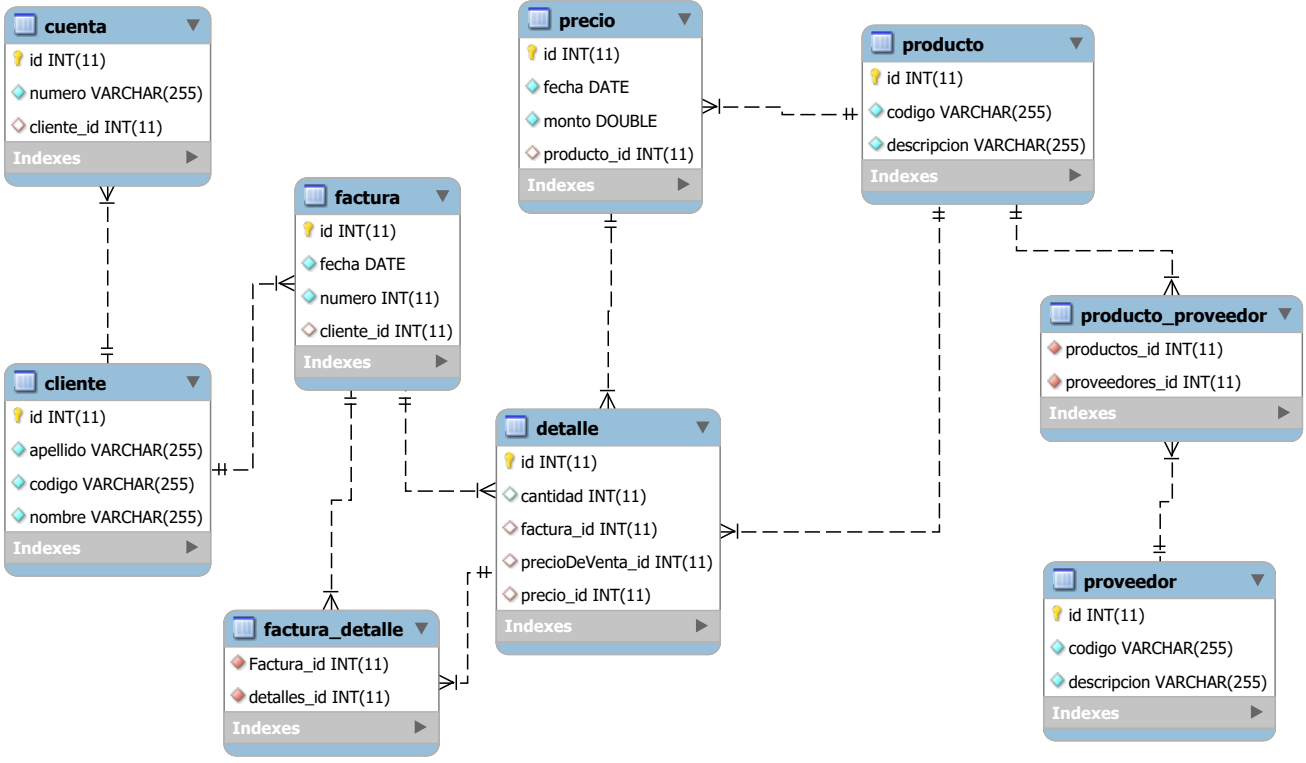 cuenta
id INT(11)
numero VARCHAR(255)
cliente_id INT(11)
Indexes
precio
id INT(11)
fecha DATE
monto DOUBLE
producto_id INT(11)
Indexes
producto
id INT(11)
codigo VARCHAR(255)
descripcion VARCHAR(255)
Indexes
factura
id INT(11)
fecha DATE
numero INT(11)
cliente_id INT(11)
Indexes
producto_proveedor
productos_id INT(11)
proveedores_id INT(11)
Indexes
cliente
id INT(11)
apellido VARCHAR(255)
codigo VARCHAR(255)
nombre VARCHAR(255)
Indexes
detalle
id INT(11)
cantidad INT(11)
factura_id INT(11)
precioDeVenta_id INT(11)
precio_id INT(11)
Indexes
proveedor
id INT(11)
codigo VARCHAR(255)
descripcion VARCHAR(255)
Indexes
factura_detalle
Factura_id INT(11)
detalles_id INT(11)
Indexes